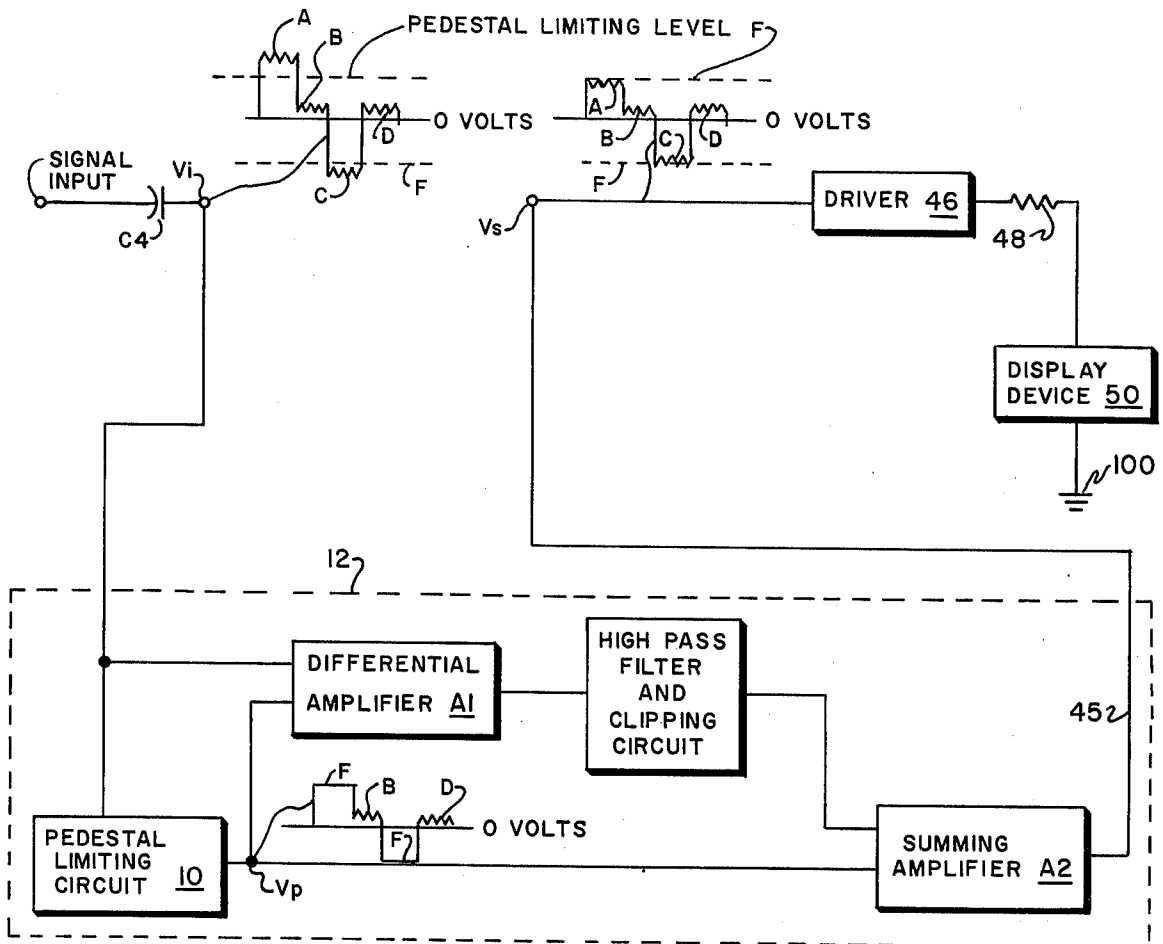 A
B
PEDESTAL LIMITING LEVEL F
A
B
C
D
O VOLTS
D
O VOLTS
SIGNAL
INPUT
Vi
C
F
F
C4
Vs
DRIVER 46
48
DISPLAY
DEVICE 50
100
12
DIFFERENTIAL
AMPLIFIER A1
HIGH PASS
FILTER
AND
CLIPPING
CIRCUIT
45
F
B
D
O VOLTS
F
PEDESTAL
LIMITING
CIRCUIT 10
Vp
SUMMING
AMPLIFIER A2